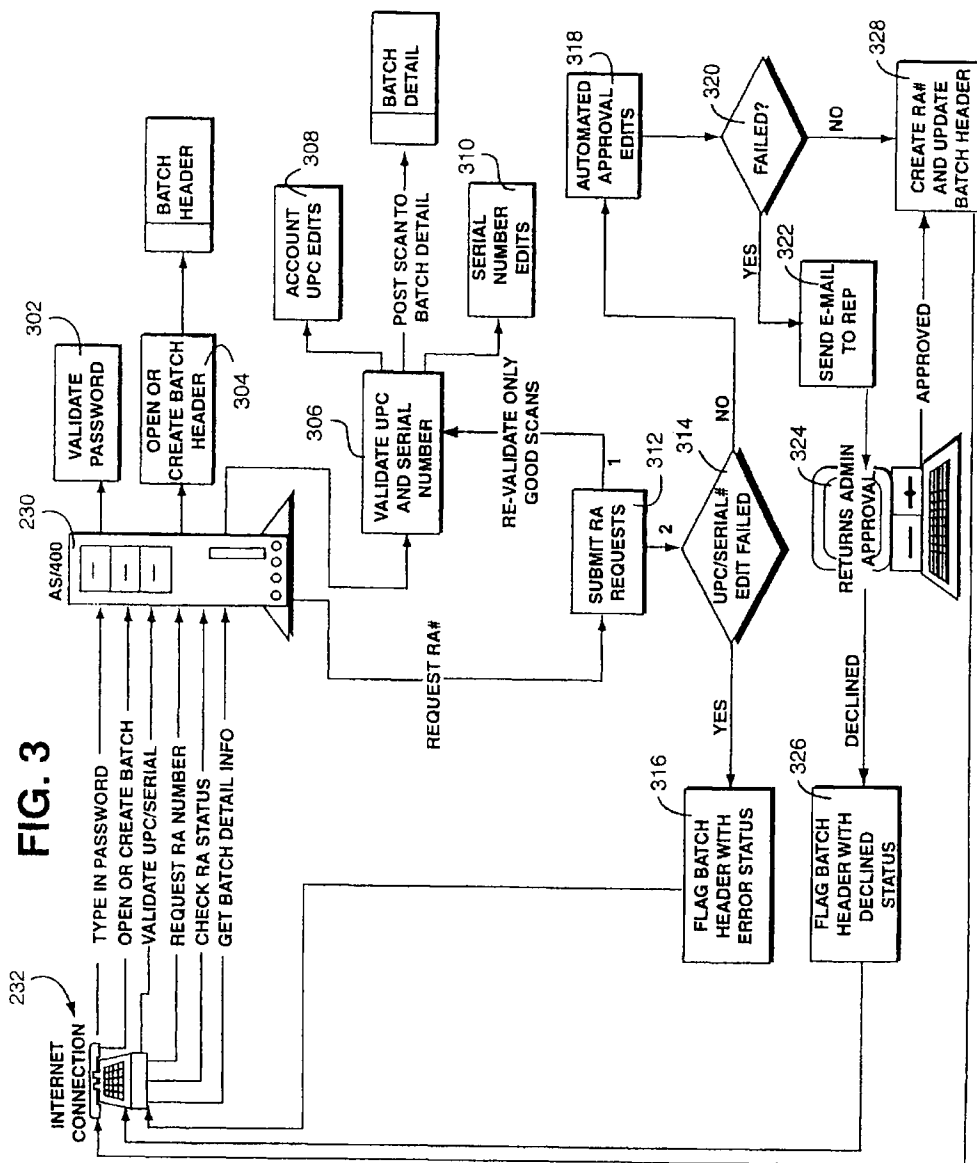 FIG. 3
232
INTERNET
CONNECTION
TYPE IN PASSWORD
OPEN OR CREATE BATCH
VALIDATE UPC/SERIAL
REQUEST RA NUMBER
CHECK RA STATUS
GET BATCH DETAIL INFO
AS/400
230
VALIDATE
PASSWORD
302
OPEN OR
CREATE BATCH
HEADER
304
BATCH
HEADER
REQUEST RA#
VALIDATE UPC
AND SERIAL
NUMBER
306
ACCOUNT
UPC EDITS
308
POST SCAN TO
BATCH DETAIL
BATCH
DETAIL
SERIAL
NUMBER
EDITS
310
RE-VALIDATE ONLY
GOOD SCANS
1
SUBMIT RA
REQUESTS
312
2
UPC/SERIAL#
EDIT FAILED
314
YES
NO
FLAG BATCH
HEADER WITH
ERROR STATUS
316
AUTOMATED
APPROVAL
EDITS
318
FAILED?
320
YES
NO
SEND E-MAIL
TO REP
322
RETURNS ADMIN
APPROVAL
324
DECLINED
APPROVED
FLAG BATCH
HEADER WITH
DECLINED
STATUS
326
CREATE RA#
AND UPDATE
BATCH HEADER
328